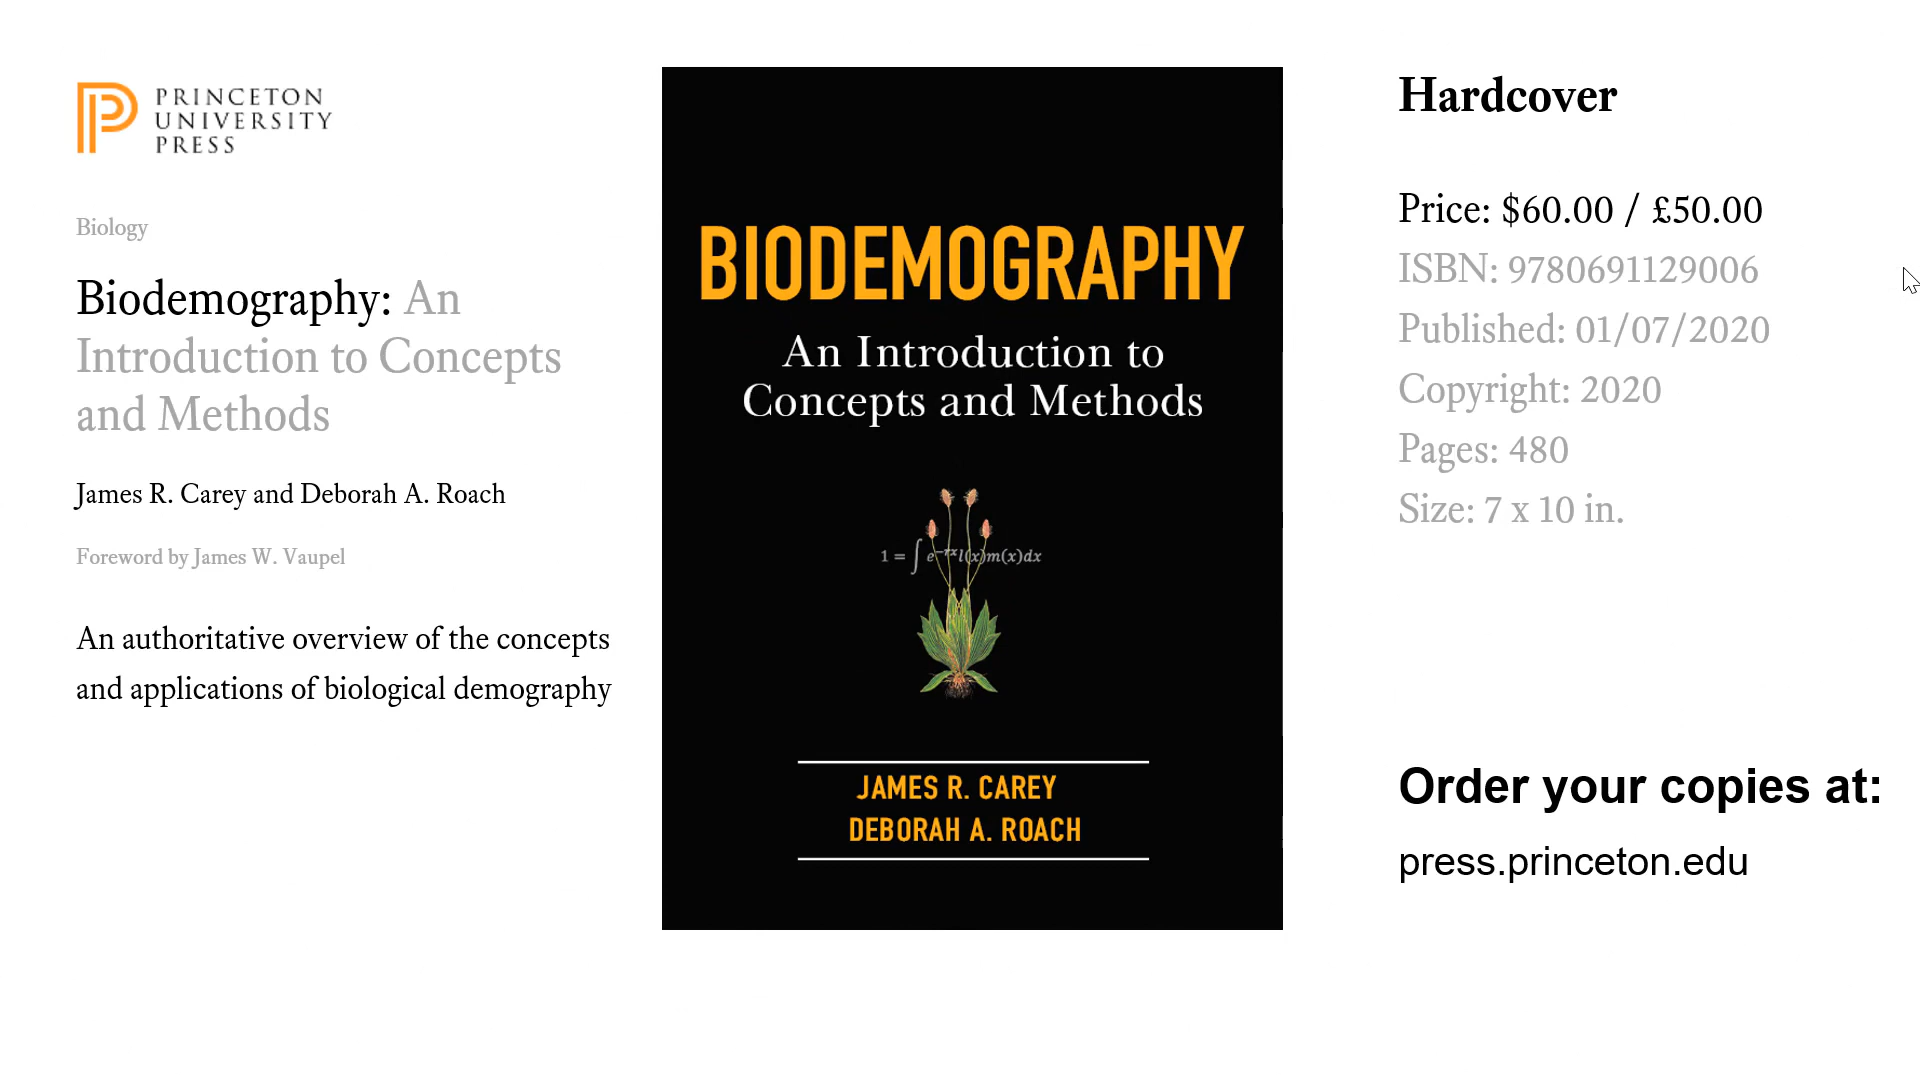 PRINCETON
UNIVERSITY
PRESS
Biology
Biodemography: An
Introduction to Concepts
and Methods
James R. Carey and Deborah A. Roach
Foreword by James W. Vaupel
An authoritative overview of the concepts
and applications of biological demography
BIODEMOGRAPHY
An Introduction to
Concepts and Methods
1 = ∫ e⁻ʳˣl(x)m(x)dx
JAMES R. CAREY
DEBORAH A. ROACH
Hardcover
Price: $60.00 / £50.00
ISBN: 9780691129006
Published: 01/07/2020
Copyright: 2020
Pages: 480
Size: 7 x 10 in.
Order your copies at:
press.princeton.edu